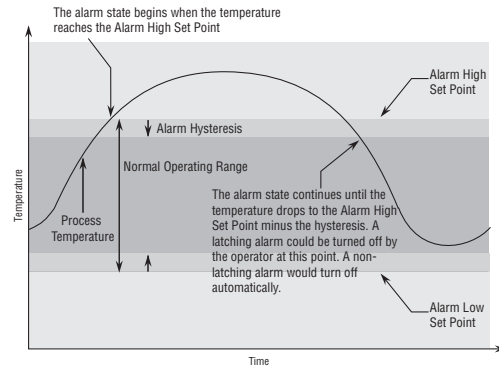 The alarm state begins when the temperature
reaches the Alarm High Set Point
Alarm High
Set Point
Alarm Hysteresis
Normal Operating Range
Temperature
Process
Temperature
The alarm state continues until the
temperature drops to the Alarm High
Set Point minus the hysteresis. A
latching alarm could be turned off by
the operator at this point. A non-
latching alarm would turn off
automatically.
Alarm Low
Set Point
Time